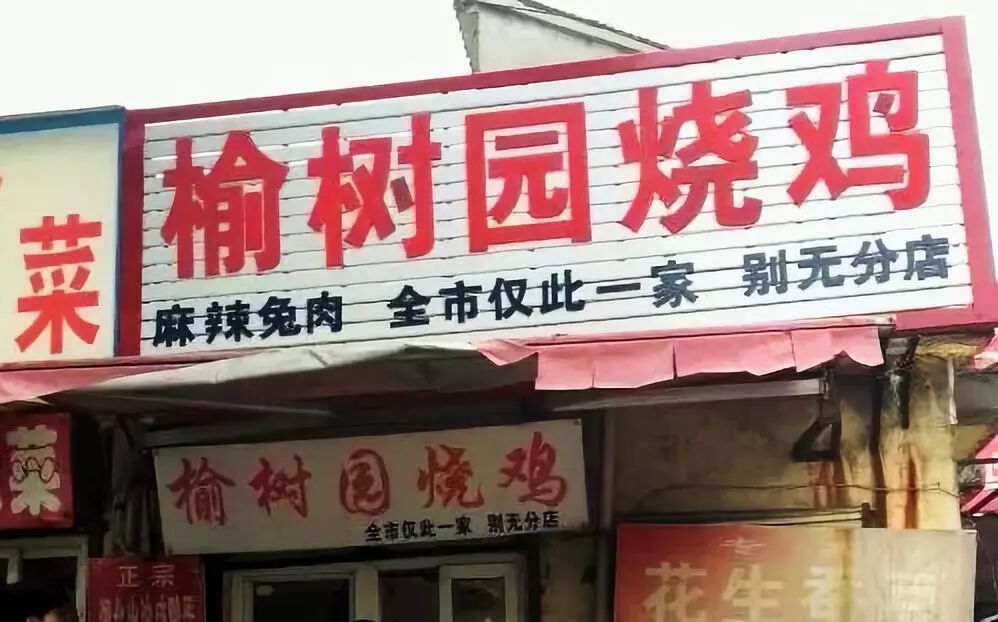 榆树园烧鸡
麻辣兔肉 全市仅此一家 别无分店
菜
榆树园烧鸡
全市仅此一家 别无分店
菜
正宗
花生